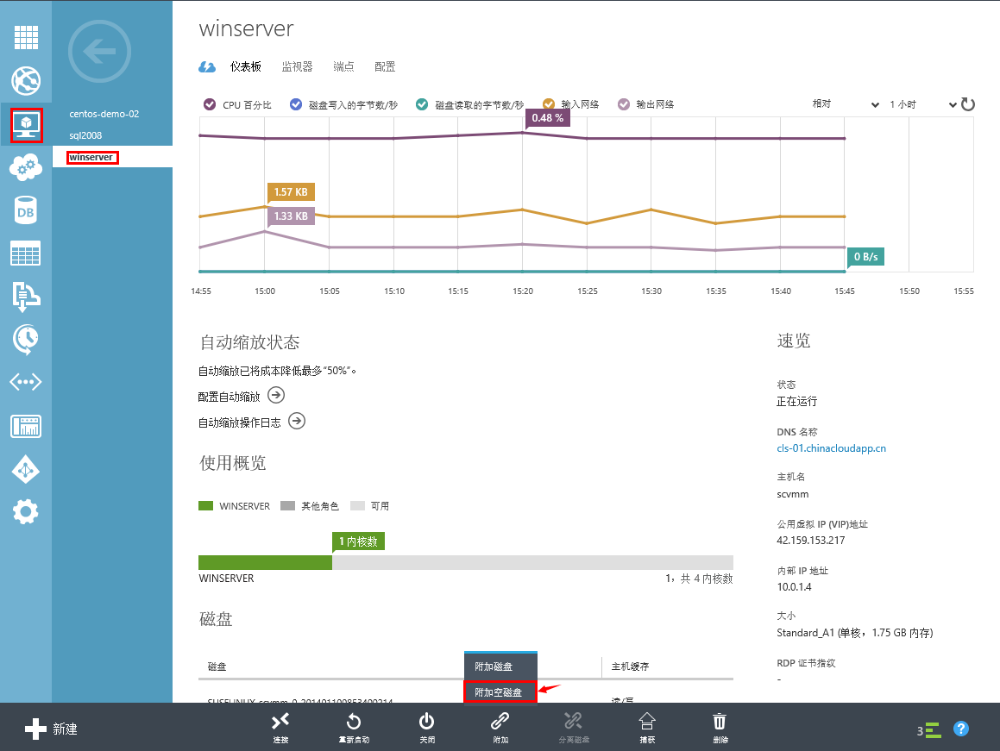 winserver
仪表板 监视器 端点 配置
CPU 百分比 磁盘写入的字节数/秒 磁盘读取的字节数/秒 输入网络 输出网络 相对 1 小时
centos-demo-02
sql2008
winserver
DB
0.48 %
1.57 KB
1.33 KB
0 B/s
14:55 15:00 15:05 15:10 15:15 15:20 15:25 15:30 15:35 15:40 15:45 15:50 15:55
自动缩放状态
自动缩放已将成本降低最多“50%”。
配置自动缩放
自动缩放操作日志
使用概览
WINSERVER 其他角色 可用
1 内核数
WINSERVER 1，共 4 内核数
磁盘
磁盘 主机缓存
附加磁盘
附加空磁盘
SUSELINUX-scvmm-0-201401100853400214 读/写
速览
状态
正在运行
DNS 名称
cls-01.chinacloudapp.cn
主机名
scvmm
公用虚拟 IP (VIP)地址
42.159.153.217
内部 IP 地址
10.0.1.4
大小
Standard_A1 (单核，1.75 GB 内存)
RDP 证书指纹
-
新建 连接 重新启动 关闭 附加 分离磁盘 捕获 删除 3 ?